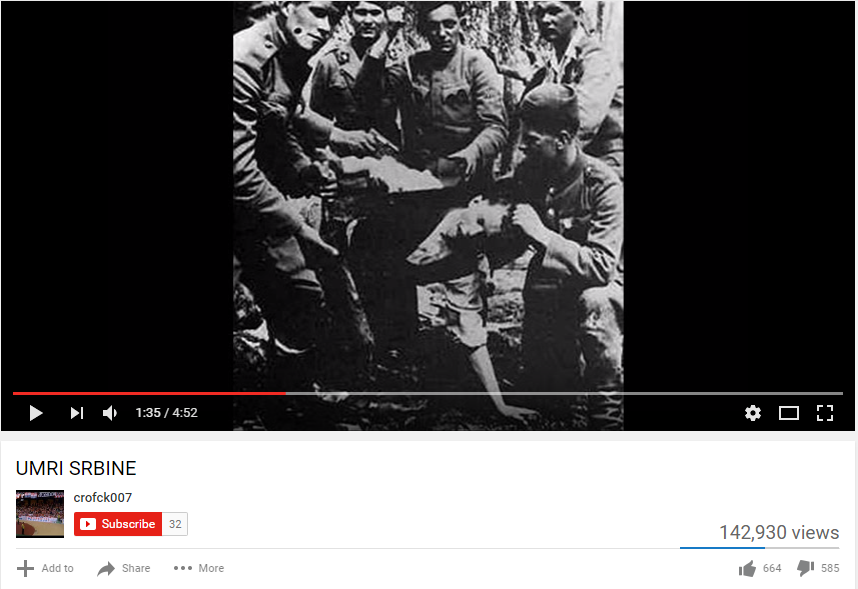 1:35 / 4:52
UMRI SRBINE
crofck007
Subscribe 32
142,930 views
Add to Share More 664 585